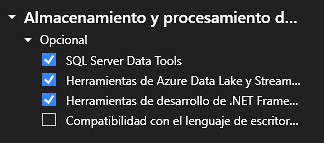 Almacenamiento y procesamiento d...
Opcional
SQL Server Data Tools
Herramientas de Azure Data Lake y Stream...
Herramientas de desarrollo de .NET Frame...
Compatibilidad con el lenguaje de escritor...